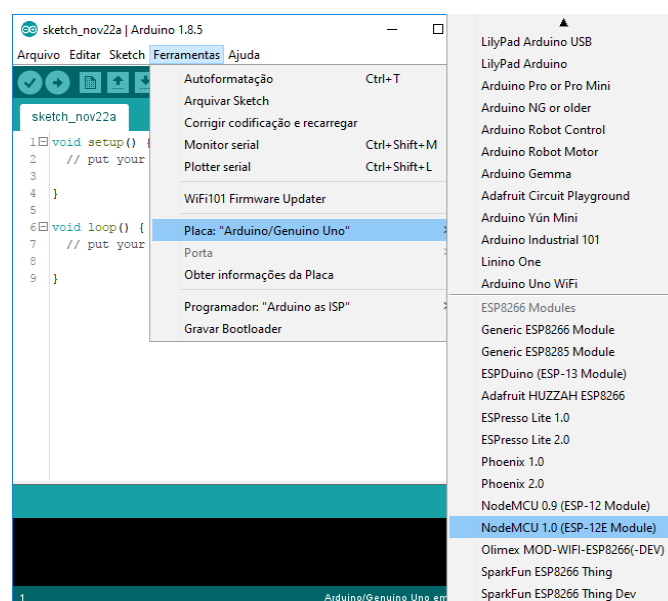 sketch_nov22a | Arduino 1.8.5
Arquivo Editar Sketch Ferramentas Ajuda
sketch_nov22a
1 void setup() {
2 // put your
3
4 }
5
6 void loop() {
7 // put your
8
9 }
Autoformatação Ctrl+T
Arquivar Sketch
Corrigir codificação e recarregar
Monitor serial Ctrl+Shift+M
Plotter serial Ctrl+Shift+L
WiFi101 Firmware Updater
Placa: "Arduino/Genuino Uno"
Porta
Obter informações da Placa
Programador: "Arduino as ISP"
Gravar Bootloader
LilyPad Arduino USB
LilyPad Arduino
Arduino Pro or Pro Mini
Arduino NG or older
Arduino Robot Control
Arduino Robot Motor
Arduino Gemma
Adafruit Circuit Playground
Arduino Yún Mini
Arduino Industrial 101
Linino One
Arduino Uno WiFi
ESP8266 Modules
Generic ESP8266 Module
Generic ESP8285 Module
ESPDuino (ESP-13 Module)
Adafruit HUZZAH ESP8266
ESPresso Lite 1.0
ESPresso Lite 2.0
Phoenix 1.0
Phoenix 2.0
NodeMCU 0.9 (ESP-12 Module)
NodeMCU 1.0 (ESP-12E Module)
Olimex MOD-WIFI-ESP8266(-DEV)
SparkFun ESP8266 Thing
SparkFun ESP8266 Thing Dev
1 Arduino/Genuino Uno em